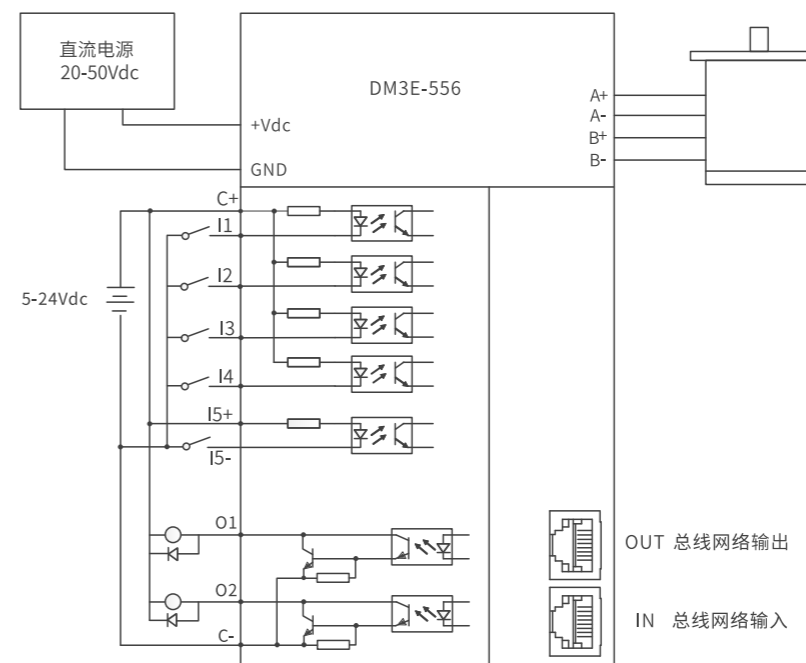 直流电源
20-50Vdc
DM3E-556
+Vdc
GND
A+
A-
B+
B-
C+
I1
I2
5-24Vdc
I3
I4
I5+
I5-
O1
OUT 总线网络输出
O2
IN 总线网络输入
C-